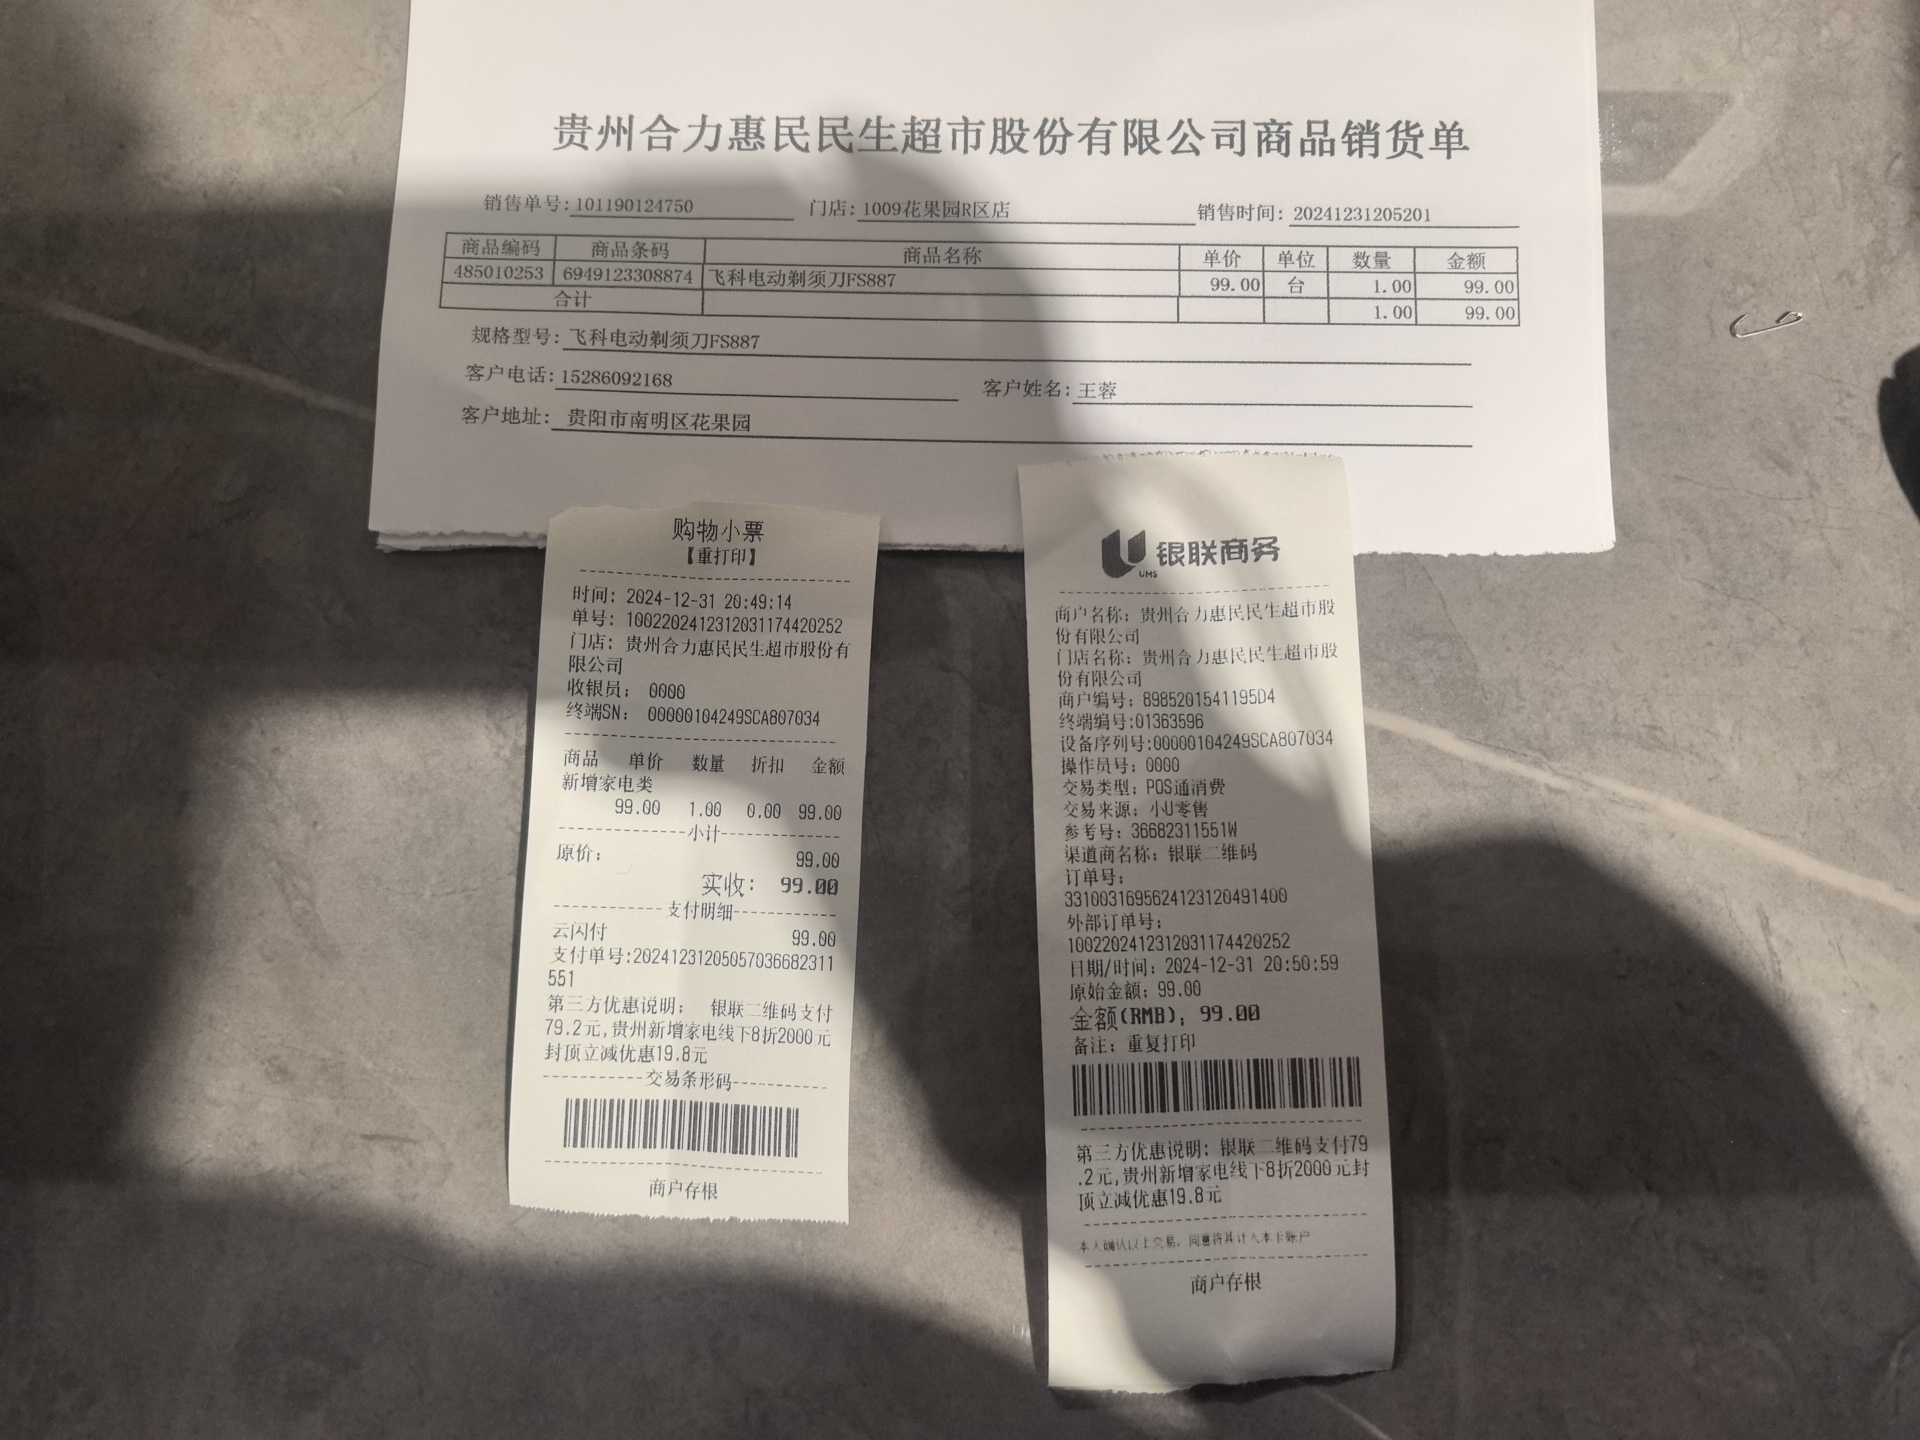 贵州合力惠民民生超市股份有限公司商品销货单
销售单号: 101190124750 门店: 1009花果园R区店 销售时间: 20241231205201
商品编码 商品条码 商品名称 单价 单位 数量 金额
485010253 6949123308874 飞科电动剃须刀FS887 99.00 台 1.00 99.00
合计 1.00 99.00
规格型号: 飞科电动剃须刀FS887
客户电话: 15286092168 客户姓名: 王蓉
客户地址: 贵阳市南明区花果园
购物小票
【重打印】
时间: 2024-12-31 20:49:14
单号: 1002202412312031174420252
门店: 贵州合力惠民民生超市股份有
限公司
收银员: 0000
终端SN: 00000104249SCA807034
商品 单价 数量 折扣 金额
新增家电类
99.00 1.00 0.00 99.00
小计
原价: 99.00
实收: 99.00
支付明细
云闪付 99.00
支付单号:202412312050570366 82311
551
第三方优惠说明: 银联二维码支付
79.2元,贵州新增家电线下8折2000元
封顶立减优惠19.8元
交易条形码
商户存根
UMS
银联商务
商户名称: 贵州合力惠民民生超市股
份有限公司
门店名称: 贵州合力惠民民生超市股
份有限公司
商户编号: 8985201541195D4
终端编号:01363596
设备序列号:00000104249SCA807034
操作员号: 0000
交易类型: POS通消费
交易来源: 小U零售
参考号: 36682311551W
渠道商名称: 银联二维码
订单号:
3310031695624123120491400
外部订单号:
1002202412312031174420252
日期/时间: 2024-12-31 20:50:59
原始金额: 99.00
金额(RMB), 99.00
备注: 重复打印
第三方优惠说明: 银联二维码支付79
.2元,贵州新增家电线下8折2000元封
顶立减优惠19.8元
本人确认以上交易, 同意将其计入本卡账户
商户存根